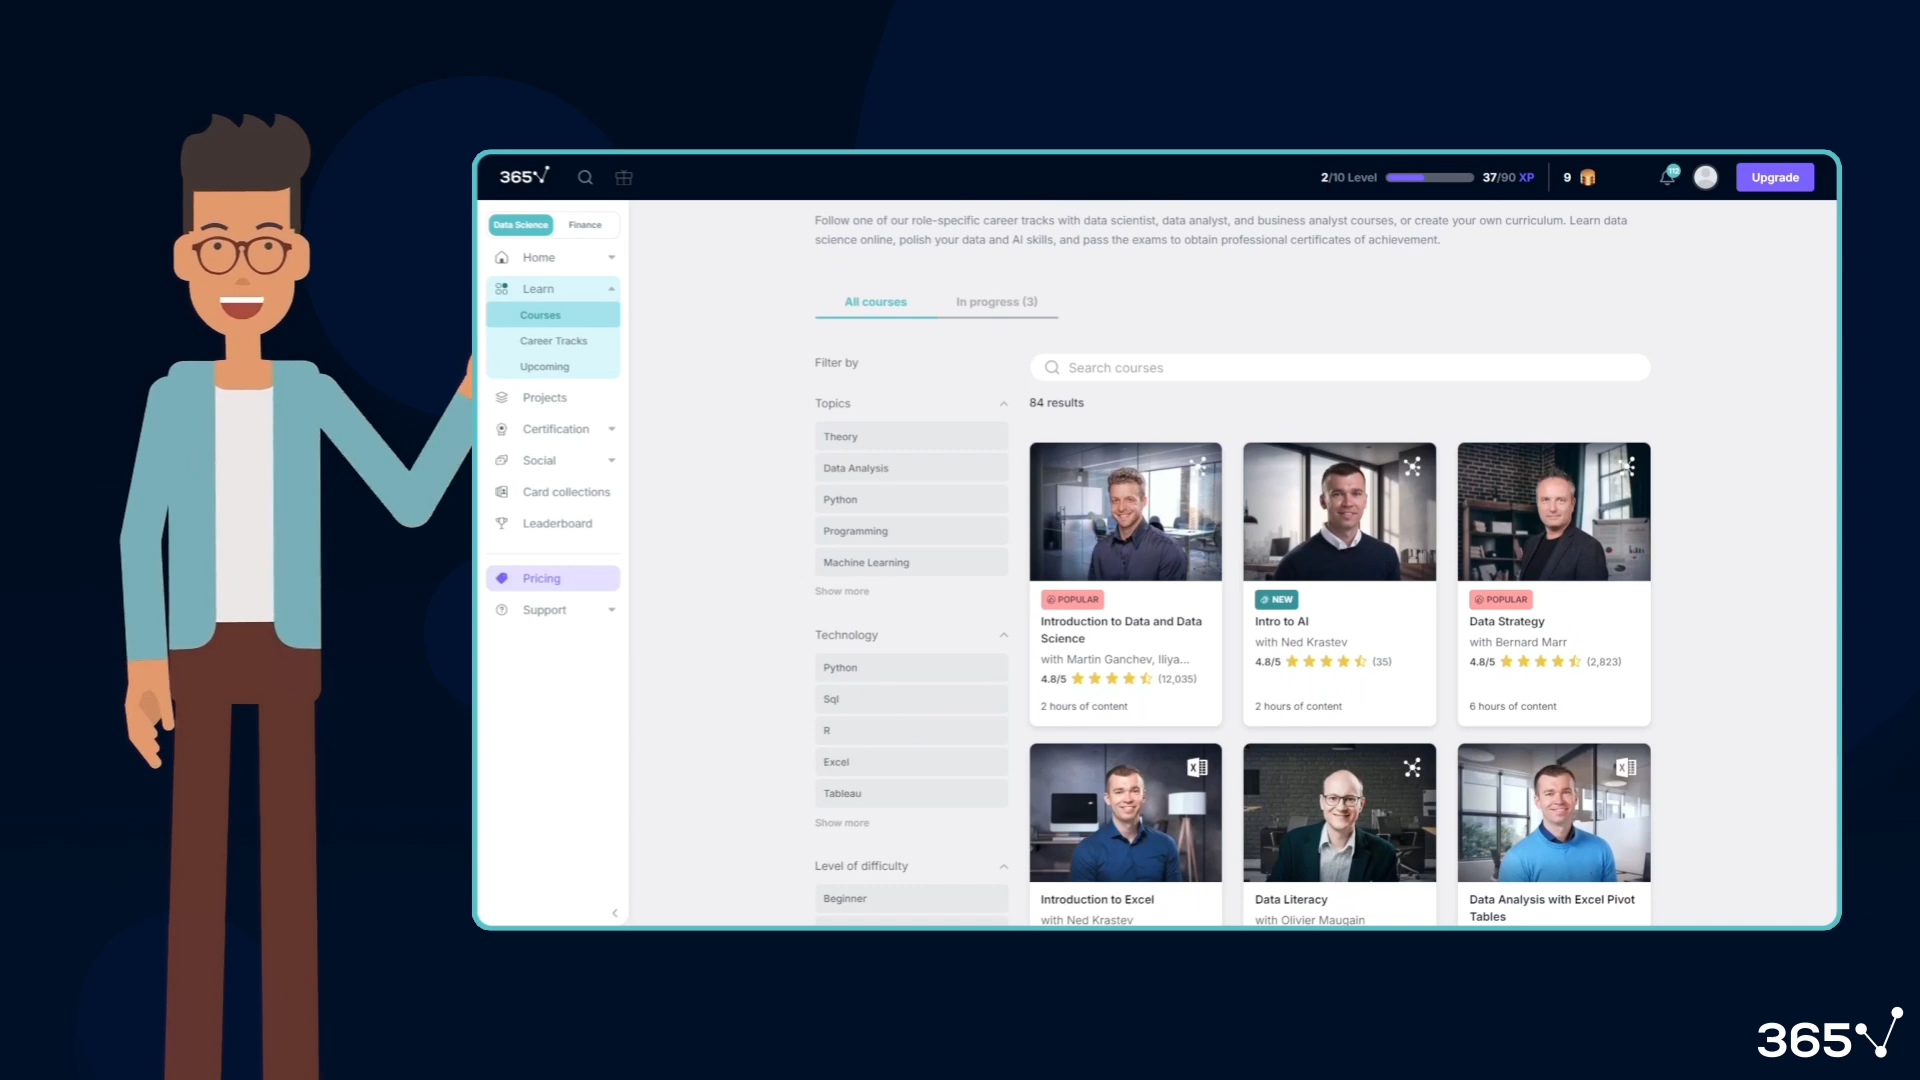 365
2/10 Level
37/90 XP
9
112
Upgrade
Data Science
Finance
Home
Learn
Courses
Career Tracks
Upcoming
Projects
Certification
Social
Card collections
Leaderboard
Pricing
Support
Follow one of our role-specific career tracks with data scientist, data analyst, and business analyst courses, or create your own curriculum. Learn data
science online, polish your data and AI skills, and pass the exams to obtain professional certificates of achievement.
All courses
In progress (3)
Filter by
Topics
Theory
Data Analysis
Python
Programming
Machine Learning
Show more
Technology
Python
Sql
R
Excel
Tableau
Show more
Level of difficulty
Beginner
Search courses
84 results
POPULAR
Introduction to Data and Data
Science
with Martin Ganchev, Iliya...
4.8/5 (12,035)
2 hours of content
NEW
Intro to AI
with Ned Krastev
4.8/5 (35)
2 hours of content
POPULAR
Data Strategy
with Bernard Marr
4.8/5 (2,823)
6 hours of content
X
Introduction to Excel
with Ned Krastev
Data Literacy
with Olivier Maugain
X
Data Analysis with Excel Pivot
Tables
365